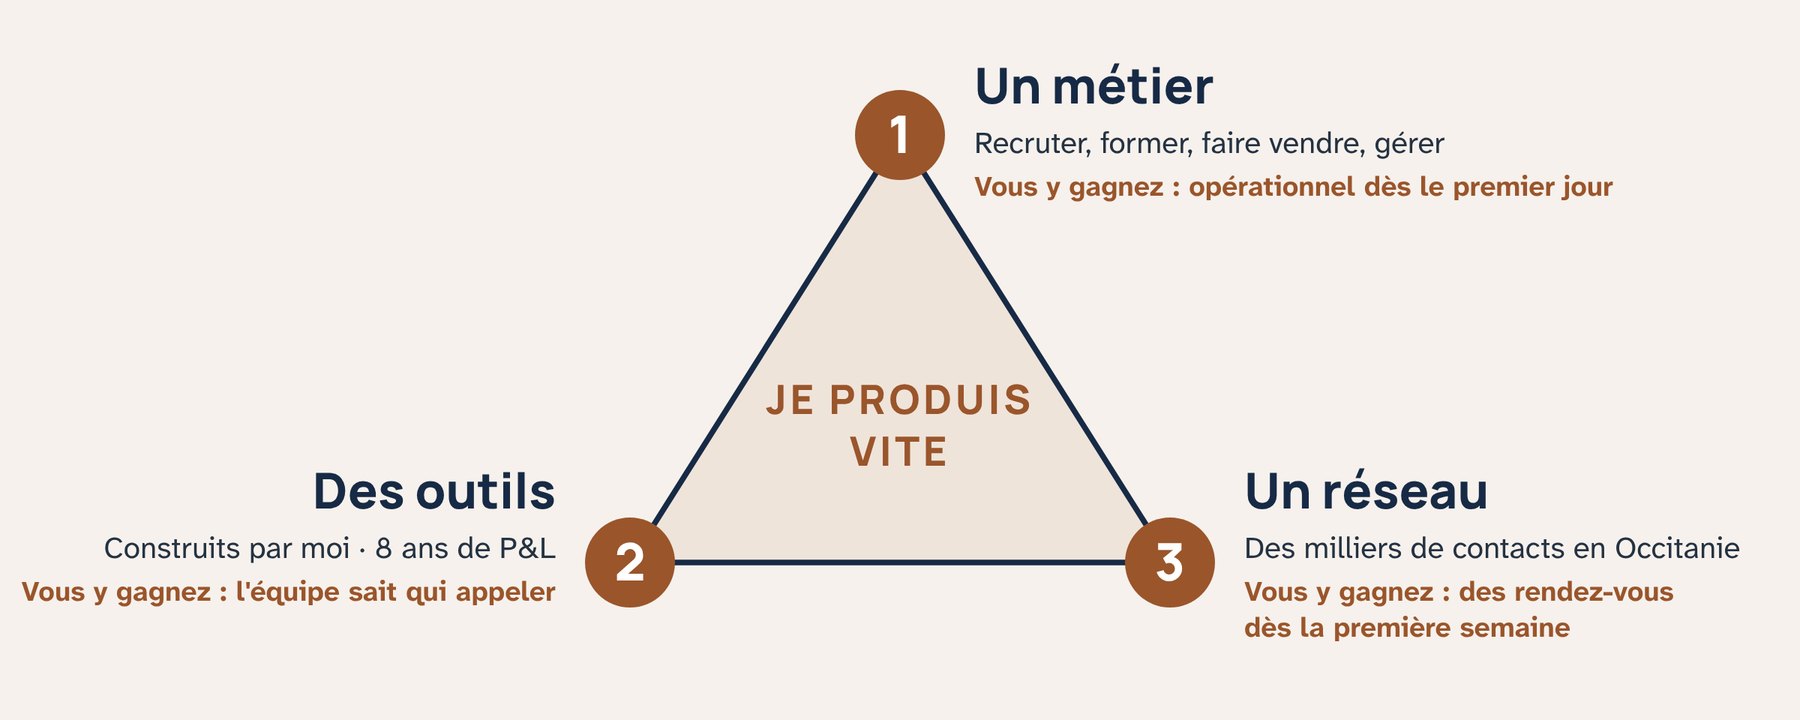 1
Un métier
Recruter, former, faire vendre, gérer
Vous y gagnez : opérationnel dès le premier jour
JE PRODUIS
VITE
Des outils
Construits par moi · 8 ans de P&L
Vous y gagnez : l'équipe sait qui appeler
2
3
Un réseau
Des milliers de contacts en Occitanie
Vous y gagnez : des rendez-vous
dès la première semaine